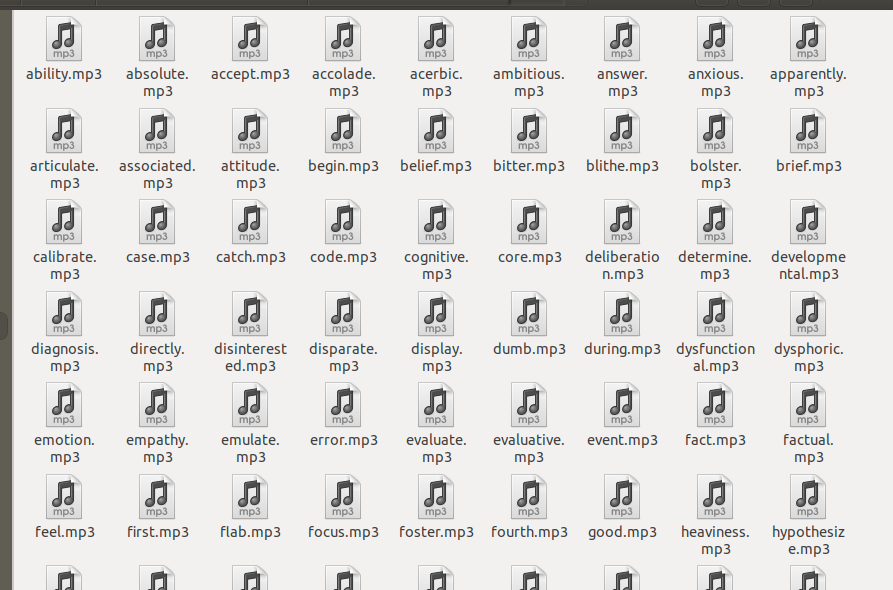 mp3 mp3 mp3 mp3 mp3 mp3 mp3 mp3 mp3
ability.mp3 absolute. accept.mp3 accolade. acerbic. ambitious. answer. anxious. apparently.
mp3 mp3 mp3 mp3 mp3 mp3 mp3
mp3 mp3 mp3 mp3 mp3 mp3 mp3 mp3 mp3
articulate. associated. attitude. begin.mp3 belief.mp3 bitter.mp3 blithe.mp3 bolster. brief.mp3
mp3 mp3 mp3 mp3
mp3 mp3 mp3 mp3 mp3 mp3 mp3 mp3 mp3
calibrate. case.mp3 catch.mp3 code.mp3 cognitive. core.mp3 deliberatio determine. developme
mp3 mp3 n.mp3 mp3 ntal.mp3
mp3 mp3 mp3 mp3 mp3 mp3 mp3 mp3 mp3
diagnosis. directly. disinterest disparate. display. dumb.mp3 during.mp3 dysfunction dysphoric.
mp3 mp3 ed.mp3 mp3 mp3 al.mp3 mp3
mp3 mp3 mp3 mp3 mp3 mp3 mp3 mp3 mp3
emotion. empathy. emulate. error.mp3 evaluate. evaluative. event.mp3 fact.mp3 factual.
mp3 mp3 mp3 mp3 mp3 mp3
mp3 mp3 mp3 mp3 mp3 mp3 mp3 mp3 mp3
feel.mp3 first.mp3 flab.mp3 focus.mp3 foster.mp3 fourth.mp3 good.mp3 heaviness. hypothesiz
mp3 e.mp3